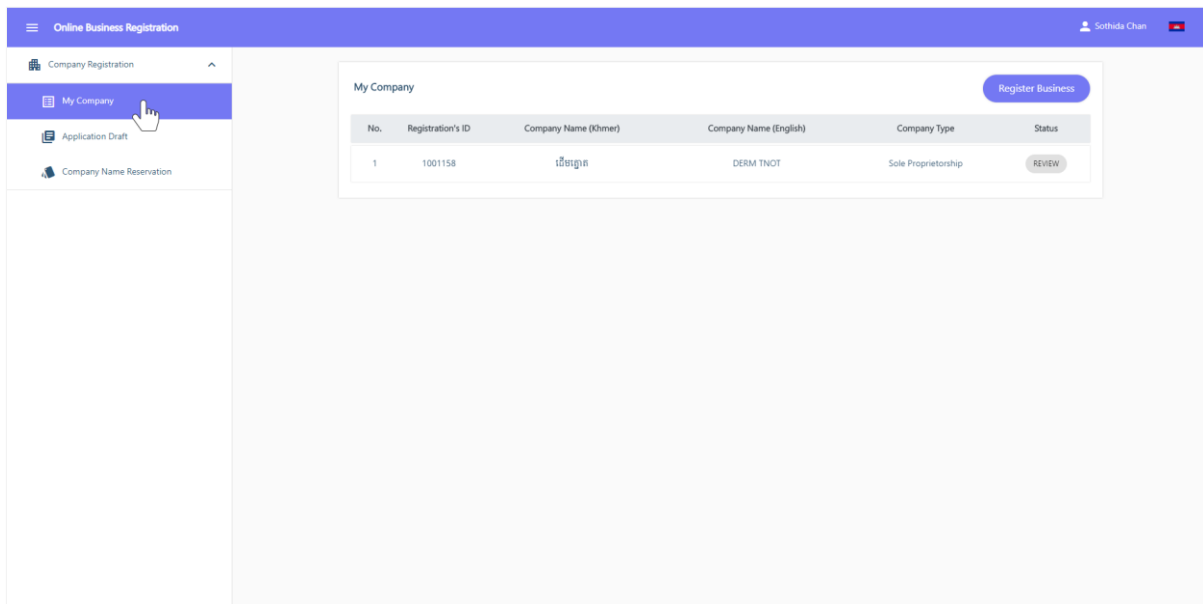 Online Business Registration
Sothida Chan
Company Registration
My Company
Application Draft
Company Name Reservation
My Company
Register Business
No. Registration's ID Company Name (Khmer) Company Name (English) Company Type Status
1 1001158 ដើមត្នោត DERM TNOT Sole Proprietorship REVIEW